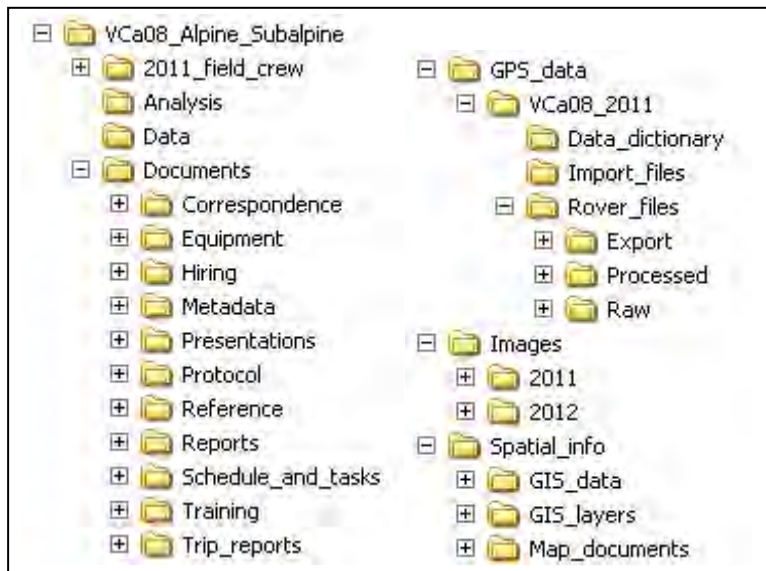 VCa08_Alpine_Subalpine
2011_field_crew
Analysis
Data
Documents
Correspondence
Equipment
Hiring
Metadata
Presentations
Protocol
Reference
Reports
Schedule_and_tasks
Training
Trip_reports
GPS_data
VCa08_2011
Data_dictionary
Import_files
Rover_files
Export
Processed
Raw
Images
2011
2012
Spatial_info
GIS_data
GIS_layers
Map_documents